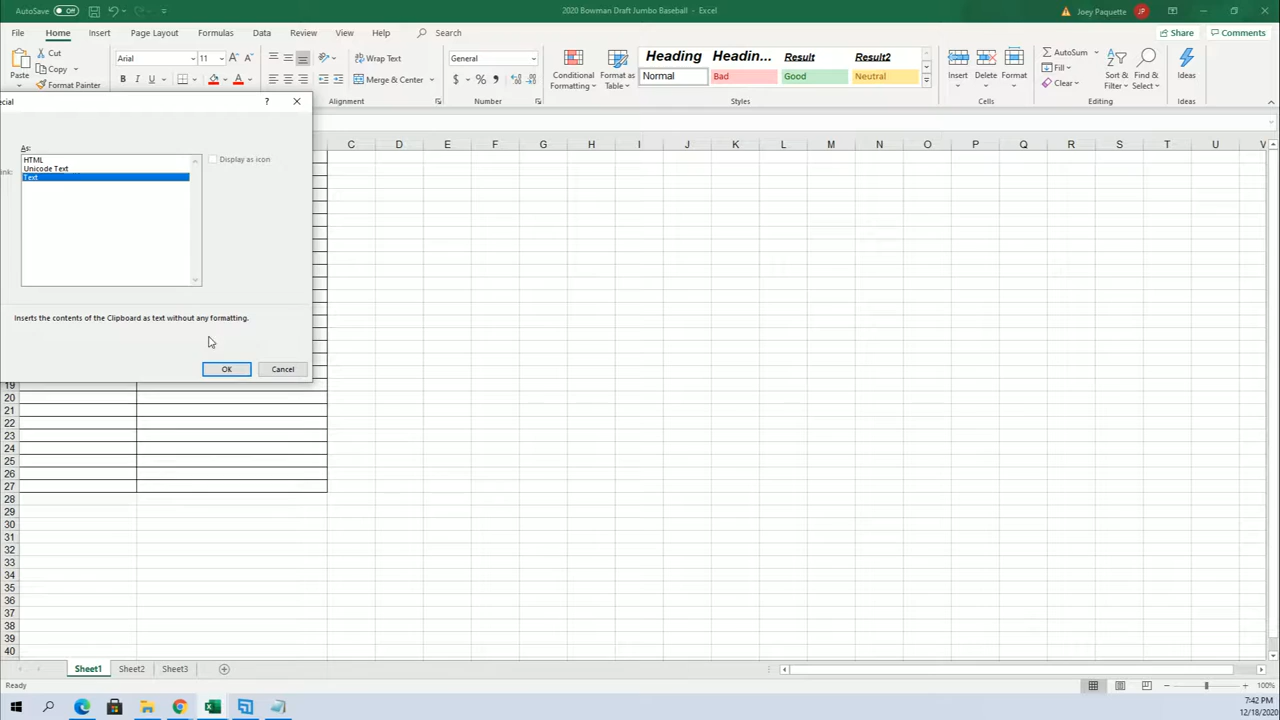 AutoSave Off
2020 Bowman Draft Jumbo Baseball - Excel
Joey Paquette JP
File Home Insert Page Layout Formulas Data Review View Help Search
Share Comments
Paste
Cut
Copy
Format Painter
Arial 11
B I U
Wrap Text
Merge & Center
General
$ % ,
Conditional Formatting
Format as Table
Heading Headin... Result Result2
Normal Bad Good Neutral
Insert Delete Format
AutoSum
Fill
Clear
Sort & Filter
Find & Select
Ideas
Alignment Number Styles Cells Editing Ideas
ecial ?
As:
HTML
Unicode Text
Text
Display as icon
Inserts the contents of the Clipboard as text without any formatting.
OK Cancel
C D E F G H I J K L M N O P Q R S T U V
19
20
21
22
23
24
25
26
27
28
29
30
31
32
33
34
35
36
37
38
39
40
Sheet1 Sheet2 Sheet3
Ready
100%
7:42 PM
12/18/2020